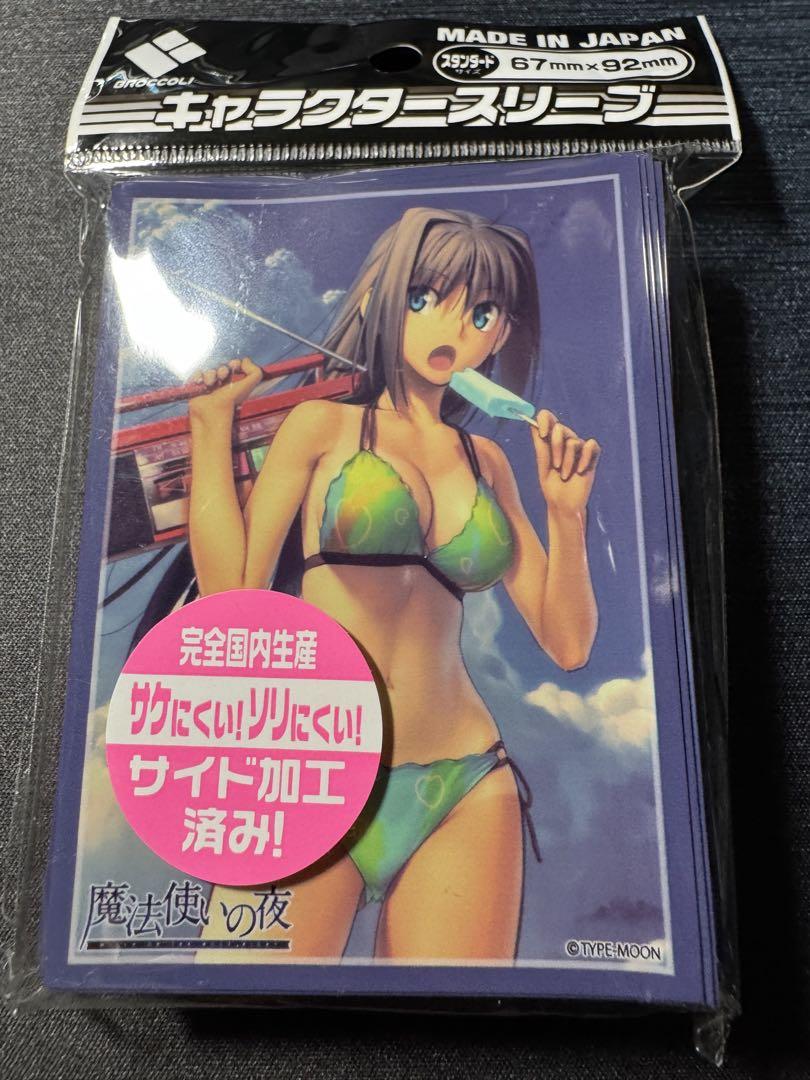 BROCCOLI
MADE IN JAPAN
スタンダードサイズ 67mm×92mm
キャラクタースリーブ
完全国内生産
サケにくい!ソリにくい!
サイド加工
済み!
魔法使いの夜
©TYPE-MOON